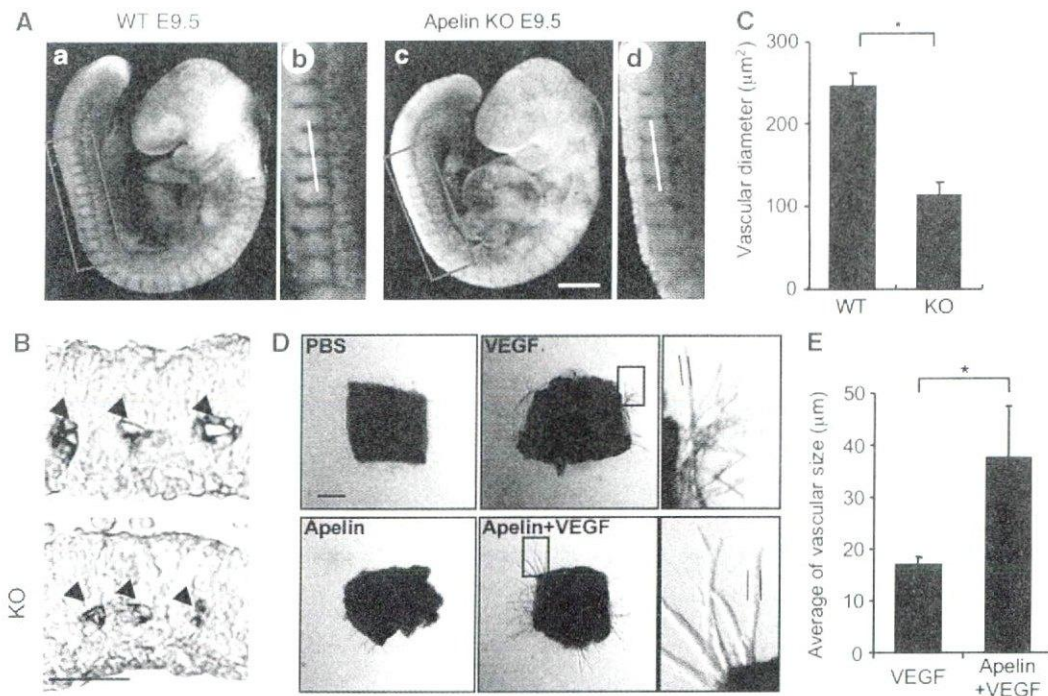 A
WT E9.5
Apelin KO E9.5
a
b
c
d
C
*
Vascular diameter (μm²)
300
200
100
0
WT
KO
B
KO
D
PBS
VEGF
Apelin
Apelin+VEGF
E
*
Average of vascular size (μm)
50
40
30
20
10
0
VEGF
Apelin
+VEGF